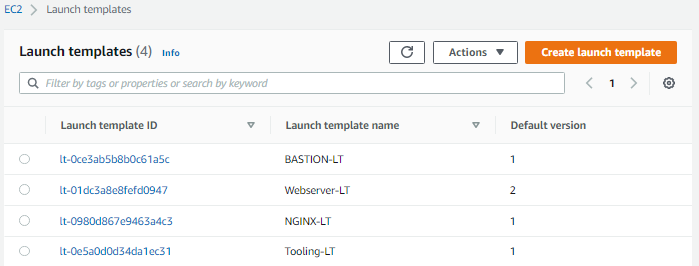 EC2 > Launch templates
Launch templates (4) Info Actions Create launch template
Filter by tags or properties or search by keyword 1
Launch template ID Launch template name Default version
lt-0ce3ab5b8b0c61a5c BASTION-LT 1
lt-01dc3a8e8fefd0947 Webserver-LT 2
lt-0980d867e9463a4c3 NGINX-LT 1
lt-0e5a0d0d34da1ec31 Tooling-LT 1